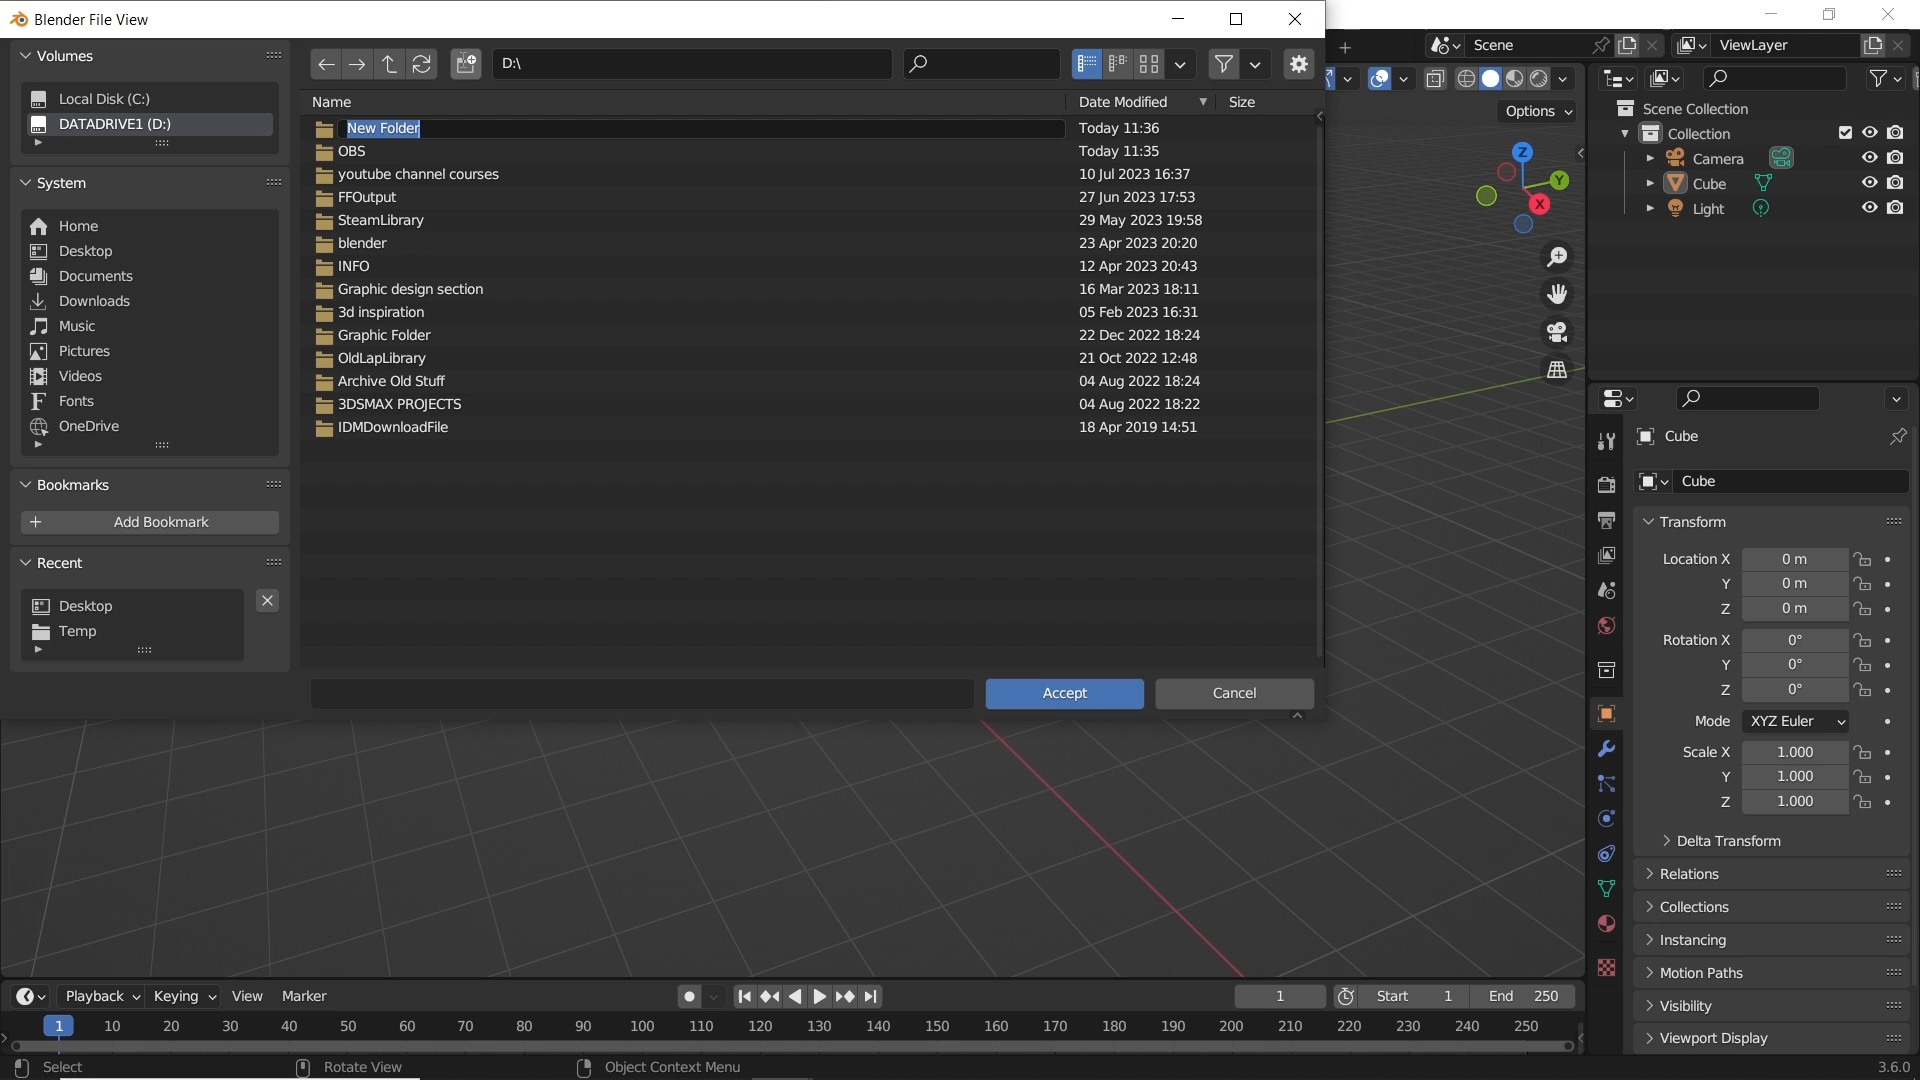 Blender File View
Volumes
Local Disk (C:)
DATADRIVE1 (D:)
System
Home
Desktop
Documents
Downloads
Music
Pictures
Videos
Fonts
OneDrive
Bookmarks
Add Bookmark
Recent
Desktop
Temp
D:\
Name Date Modified Size
New Folder Today 11:36
OBS Today 11:35
youtube channel courses 10 Jul 2023 16:37
FFOutput 27 Jun 2023 17:53
SteamLibrary 29 May 2023 19:58
blender 23 Apr 2023 20:20
INFO 12 Apr 2023 20:43
Graphic design section 16 Mar 2023 18:11
3d inspiration 05 Feb 2023 16:31
Graphic Folder 22 Dec 2022 18:24
OldLapLibrary 21 Oct 2022 12:48
Archive Old Stuff 04 Aug 2022 18:24
3DSMAX PROJECTS 04 Aug 2022 18:22
IDMDownloadFile 18 Apr 2019 14:51
Accept Cancel
Scene ViewLayer
Options
Z
Y
X
Scene Collection
Collection
Camera
Cube
Light
Cube
Cube
Transform
Location X 0 m
Y 0 m
Z 0 m
Rotation X 0°
Y 0°
Z 0°
Mode XYZ Euler
Scale X 1.000
Y 1.000
Z 1.000
Delta Transform
Relations
Collections
Instancing
Motion Paths
Visibility
Viewport Display
Playback Keying View Marker 1 Start 1 End 250
1 10 20 30 40 50 60 70 80 90 100 110 120 130 140 150 160 170 180 190 200 210 220 230 240 250
Select Rotate View Object Context Menu 3.6.0